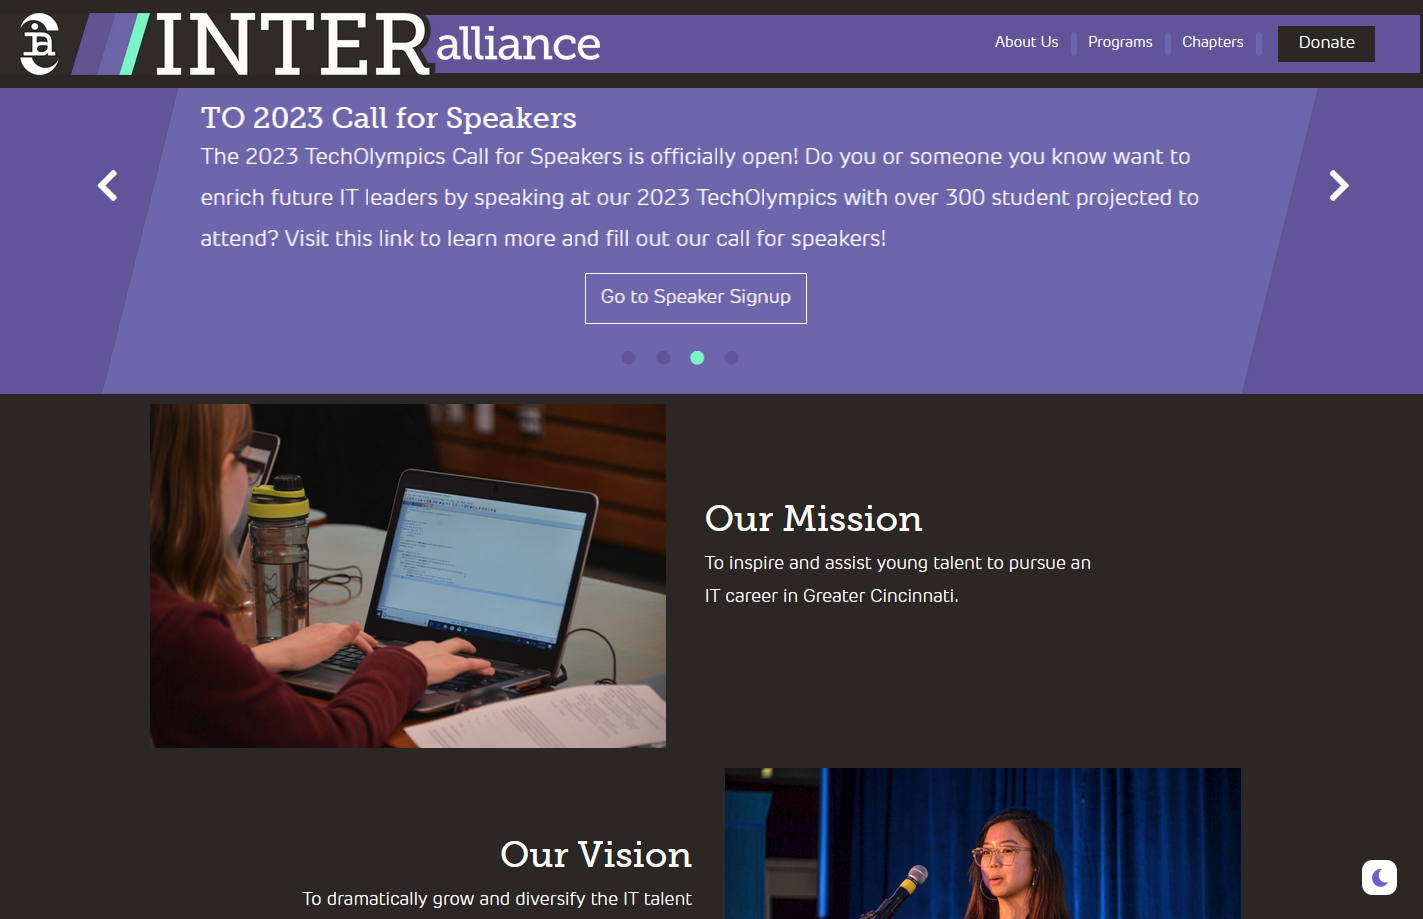 INTERalliance
About Us
Programs
Chapters
Donate
TO 2023 Call for Speakers
The 2023 TechOlympics Call for Speakers is officially open! Do you or someone you know want to
enrich future IT leaders by speaking at our 2023 TechOlympics with over 300 student projected to
attend? Visit this link to learn more and fill out our call for speakers!
Go to Speaker Signup
Our Mission
To inspire and assist young talent to pursue an
IT career in Greater Cincinnati.
Our Vision
To dramatically grow and diversify the IT talent